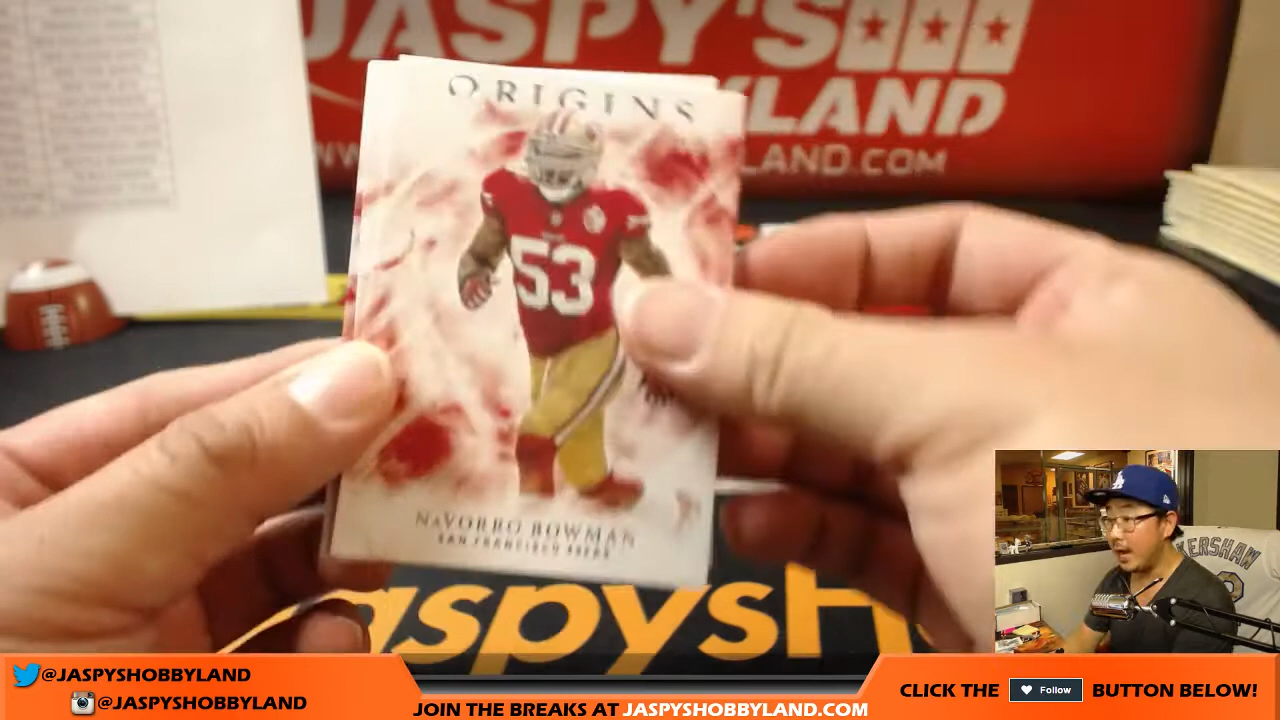 JASPY'S
LAND
LAND.COM
ORIGINS
53
NAVORRO BOWMAN
SAN FRANCISCO 49ERS
jaspysh
LA
KERSHAW
@JASPYSHOBBYLAND
@JASPYSHOBBYLAND
JOIN THE BREAKS AT JASPYSHOBBYLAND.COM
CLICK THE Follow BUTTON BELOW!